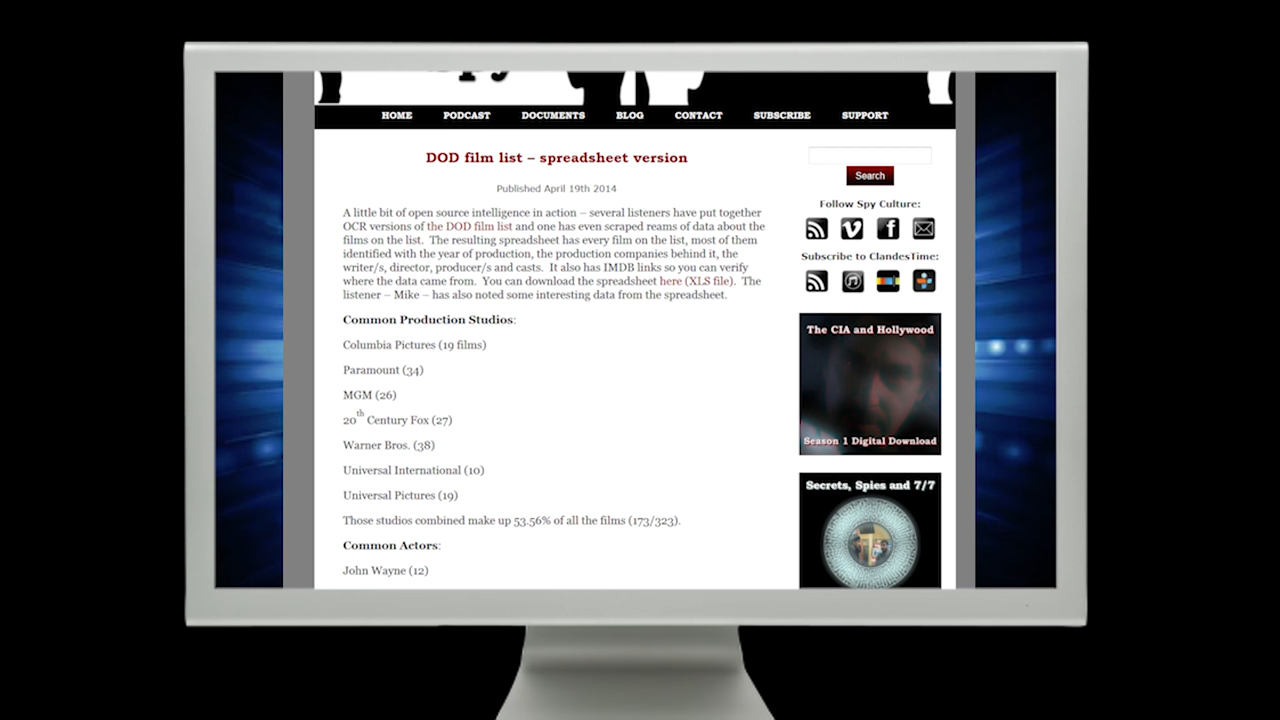 HOME PODCAST DOCUMENTS BLOG CONTACT SUBSCRIBE SUPPORT
DOD film list – spreadsheet version
Published April 19th 2014
A little bit of open source intelligence in action – several listeners have put together
OCR versions of the DOD film list and one has even scraped reams of data about the
films on the list. The resulting spreadsheet has every film on the list, most of them
identified with the year of production, the production companies behind it, the
writer/s, director, producer/s and casts. It also has IMDB links so you can verify
where the data came from. You can download the spreadsheet here (XLS file). The
listener – Mike – has also noted some interesting data from the spreadsheet.
Common Production Studios:
Columbia Pictures (19 films)
Paramount (34)
MGM (26)
20th Century Fox (27)
Warner Bros. (38)
Universal International (10)
Universal Pictures (19)
Those studios combined make up 53.56% of all the films (173/323).
Common Actors:
John Wayne (12)
Search
Follow Spy Culture:
Subscribe to ClandesTime:
The CIA and Hollywood
Season 1 Digital Download
Secrets, Spies and 7/7